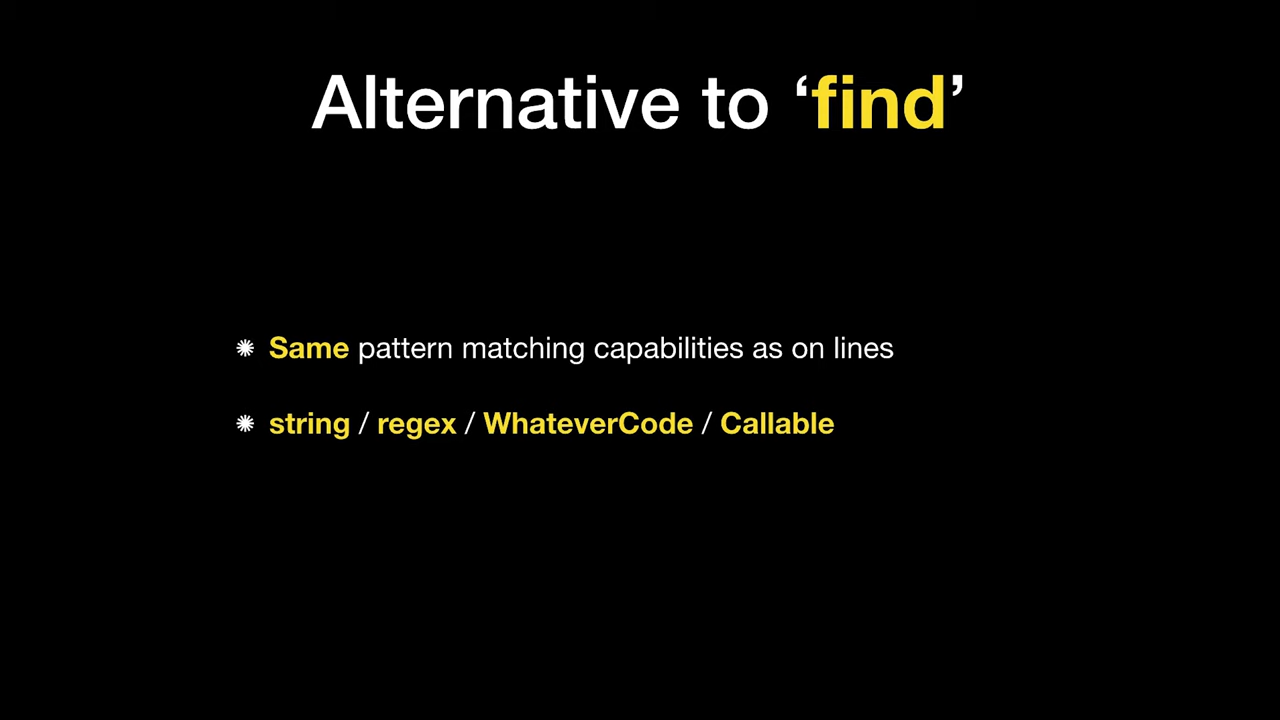 Alternative to ‘find’
✺ Same pattern matching capabilities as on lines
✺ string / regex / WhateverCode / Callable